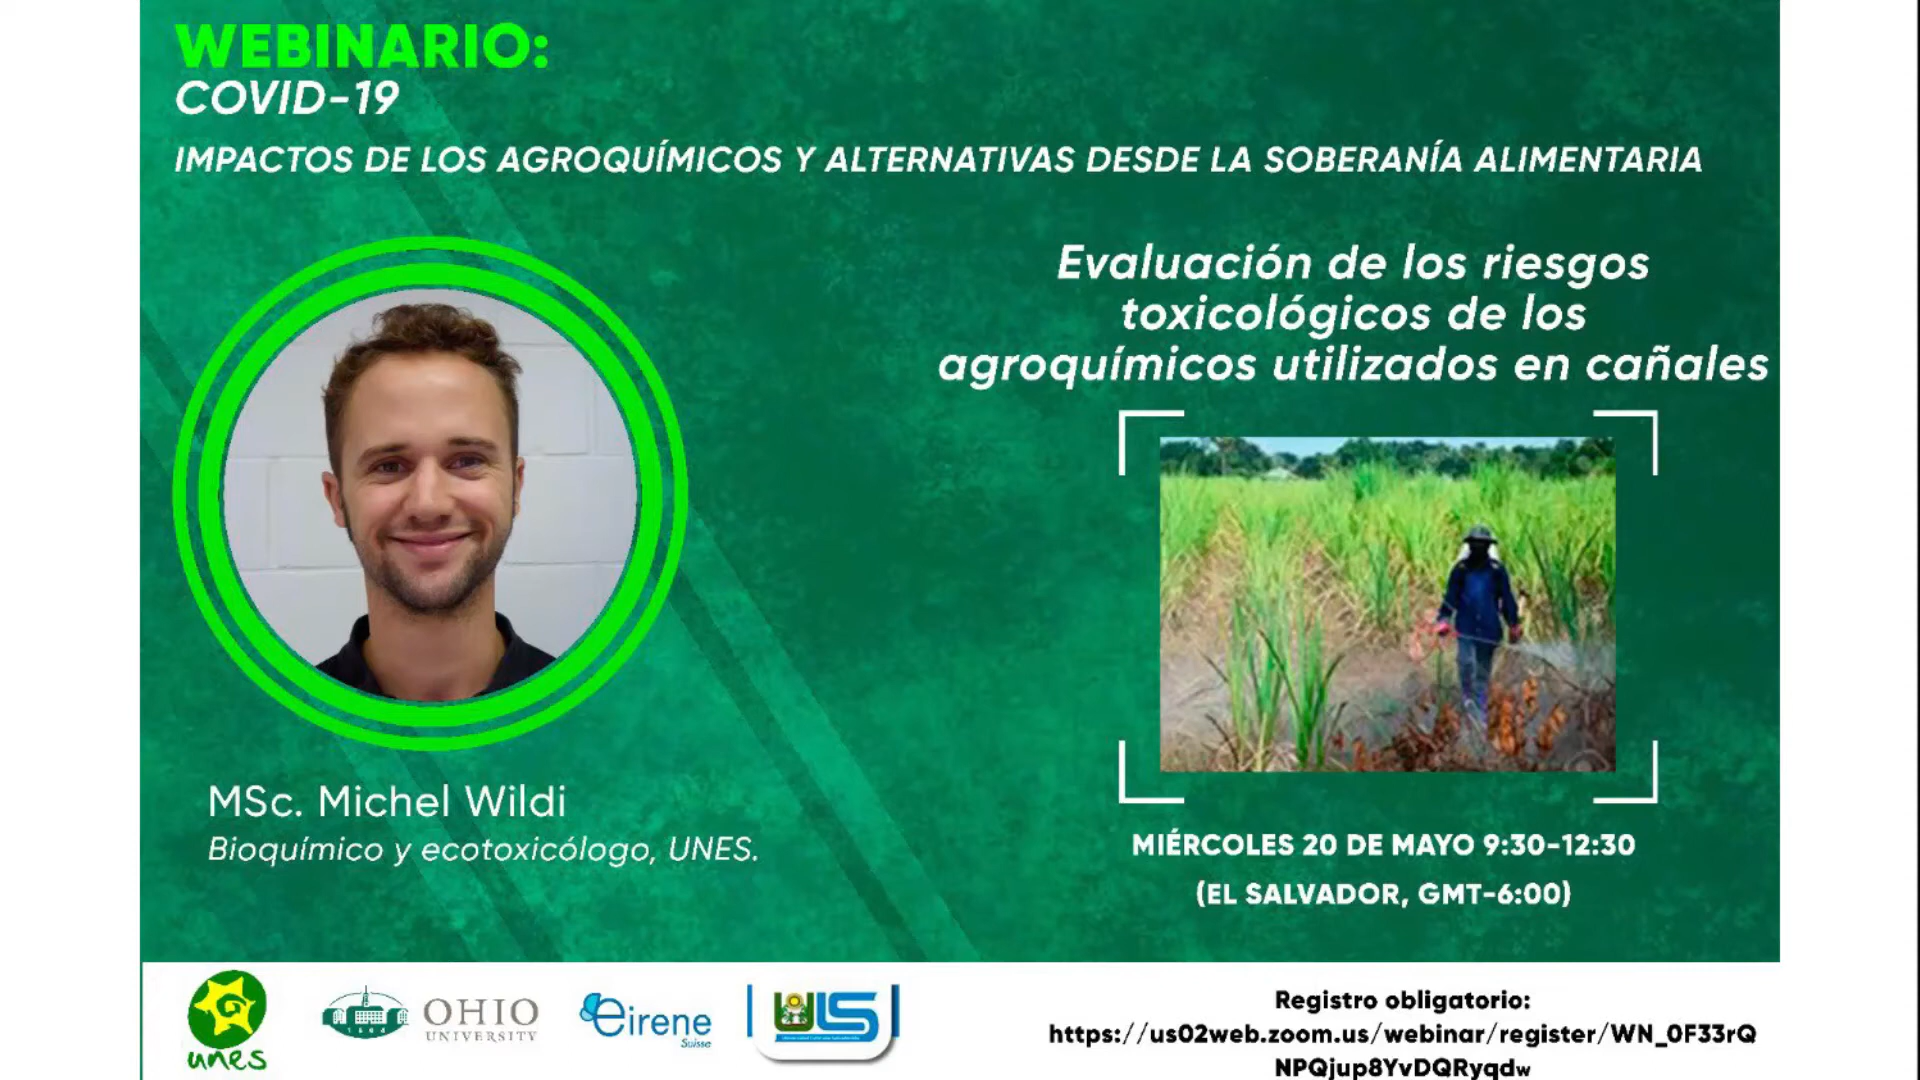 WEBINARIO:
COVID-19
IMPACTOS DE LOS AGROQUÍMICOS Y ALTERNATIVAS DESDE LA SOBERANÍA ALIMENTARIA
Evaluación de los riesgos
toxicológicos de los
agroquímicos utilizados en cañales
MSc. Michel Wildi
Bioquímico y ecotoxicólogo, UNES.
MIÉRCOLES 20 DE MAYO 9:30-12:30
(EL SALVADOR, GMT-6:00)
unes
1804
OHIO
UNIVERSITY
eirene
Suisse
ULS
Registro obligatorio:
https://us02web.zoom.us/webinar/register/WN_0F33rQ
NPQjup8YvDQRyqdw